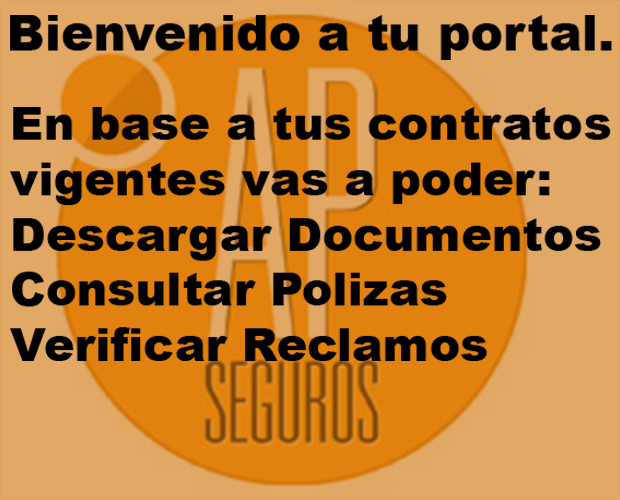 Bienvenido a tu portal.
En base a tus contratos
vigentes vas a poder:
Descargar Documentos
Consultar Polizas
Verificar Reclamos
AP
SEGUROS